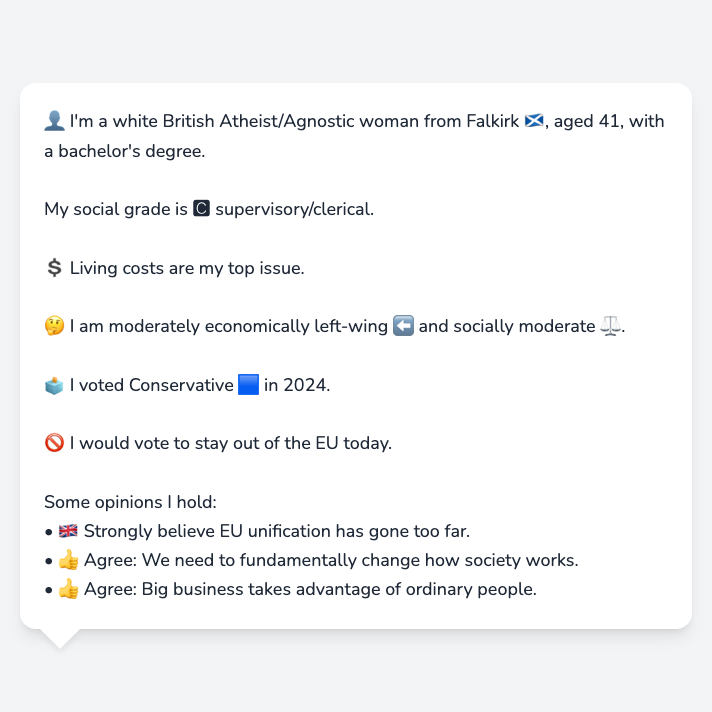 👤 I'm a white British Atheist/Agnostic woman from Falkirk 🏴󠁧󠁢󠁳󠁣󠁴󠁿, aged 41, with
a bachelor's degree.
My social grade is 🅲 supervisory/clerical.
💲 Living costs are my top issue.
🤔 I am moderately economically left-wing ⬅️ and socially moderate ⚖️.
🗳️ I voted Conservative 🟦 in 2024.
🚫 I would vote to stay out of the EU today.
Some opinions I hold:
• 🇬🇧 Strongly believe EU unification has gone too far.
• 👍 Agree: We need to fundamentally change how society works.
• 👍 Agree: Big business takes advantage of ordinary people.